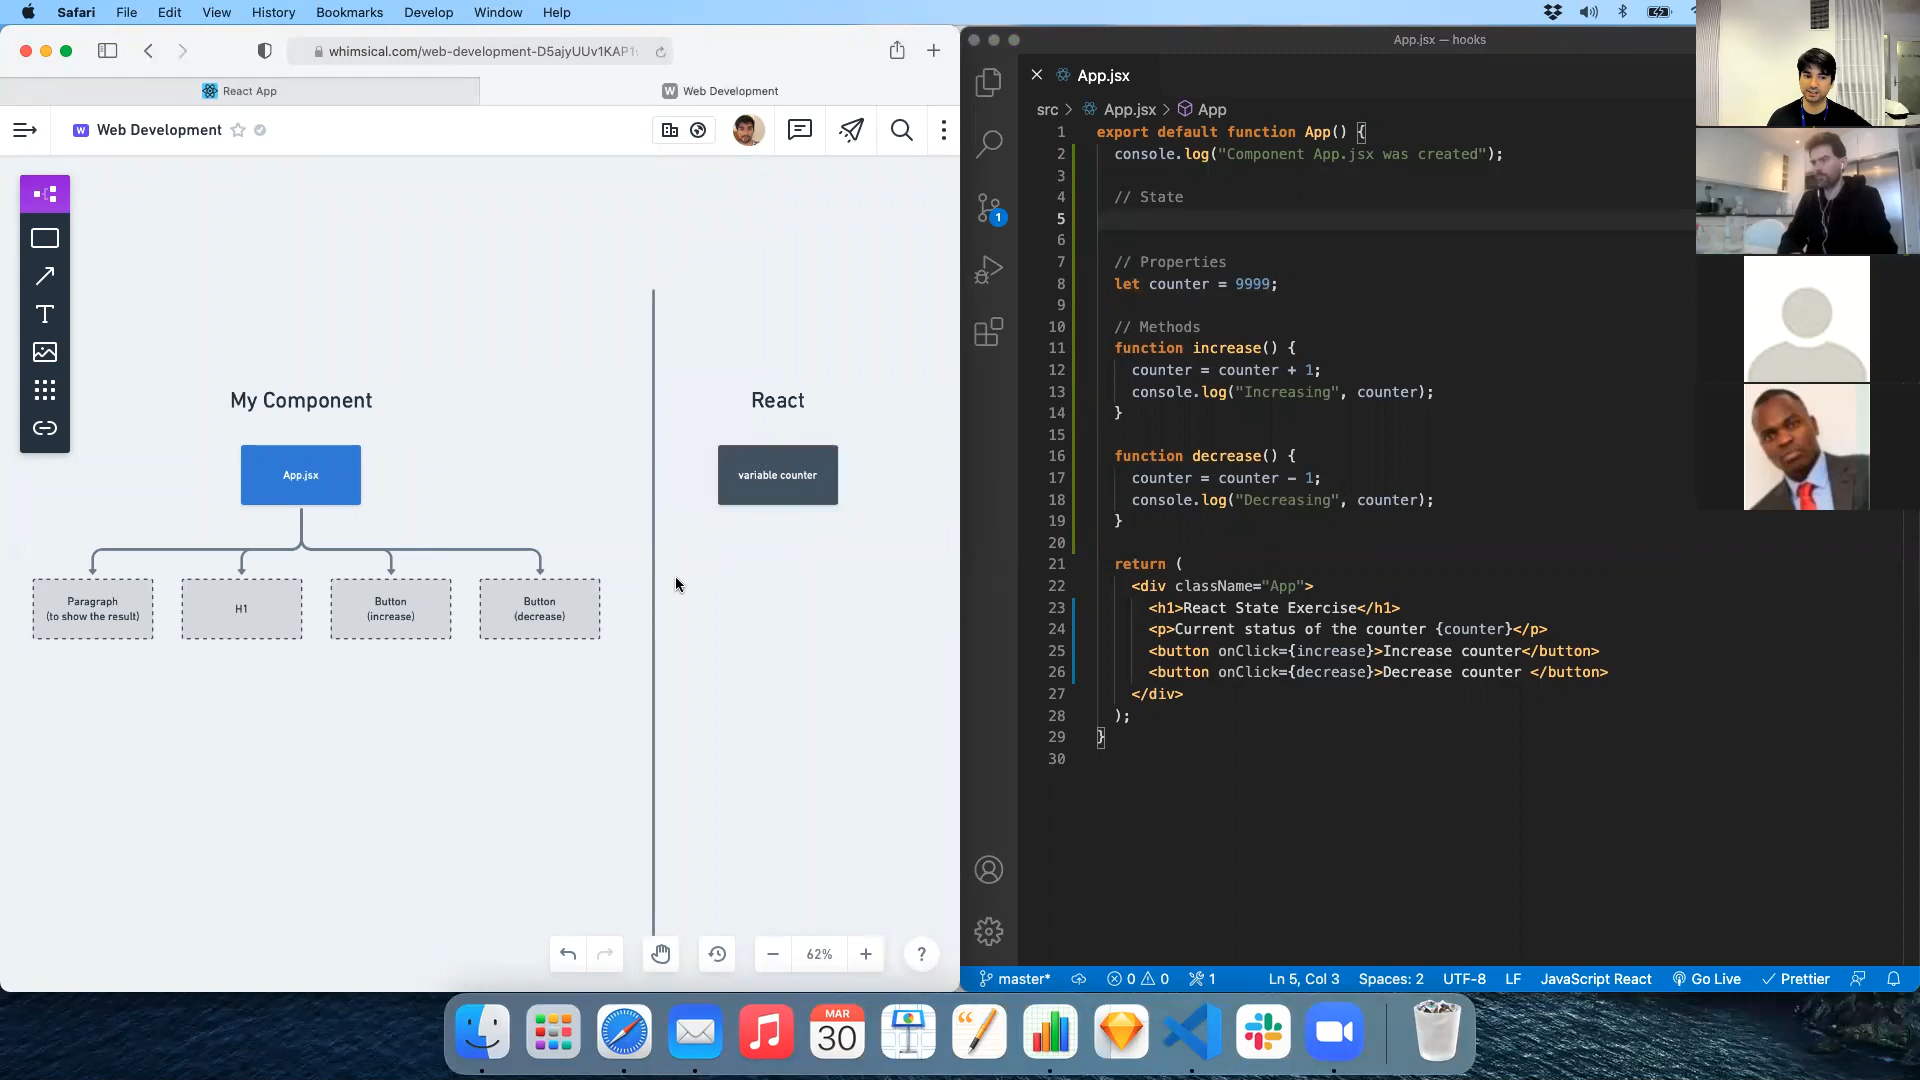 Safari File Edit View History Bookmarks Develop Window Help
whimsical.com/web-development-D5ajyUUv1KAP1
React App
Web Development
Web Development
My Component
React
App.jsx
variable counter
Paragraph
(to show the result)
H1
Button
(increase)
Button
(decrease)
62%
?
App.jsx — hooks
App.jsx
src > App.jsx > App
1 export default function App() {
2 console.log("Component App.jsx was created");
3
4 // State
5
6
7 // Properties
8 let counter = 9999;
9
10 // Methods
11 function increase() {
12 counter = counter + 1;
13 console.log("Increasing", counter);
14 }
15
16 function decrease() {
17 counter = counter - 1;
18 console.log("Decreasing", counter);
19 }
20
21 return (
22 <div className="App">
23 <h1>React State Exercise</h1>
24 <p>Current status of the counter {counter}</p>
25 <button onClick={increase}>Increase counter</button>
26 <button onClick={decrease}>Decrease counter </button>
27 </div>
28 );
29 }
30
1
master* 0 0 1 Ln 5, Col 3 Spaces: 2 UTF-8 LF JavaScript React Go Live Prettier
MAR
30